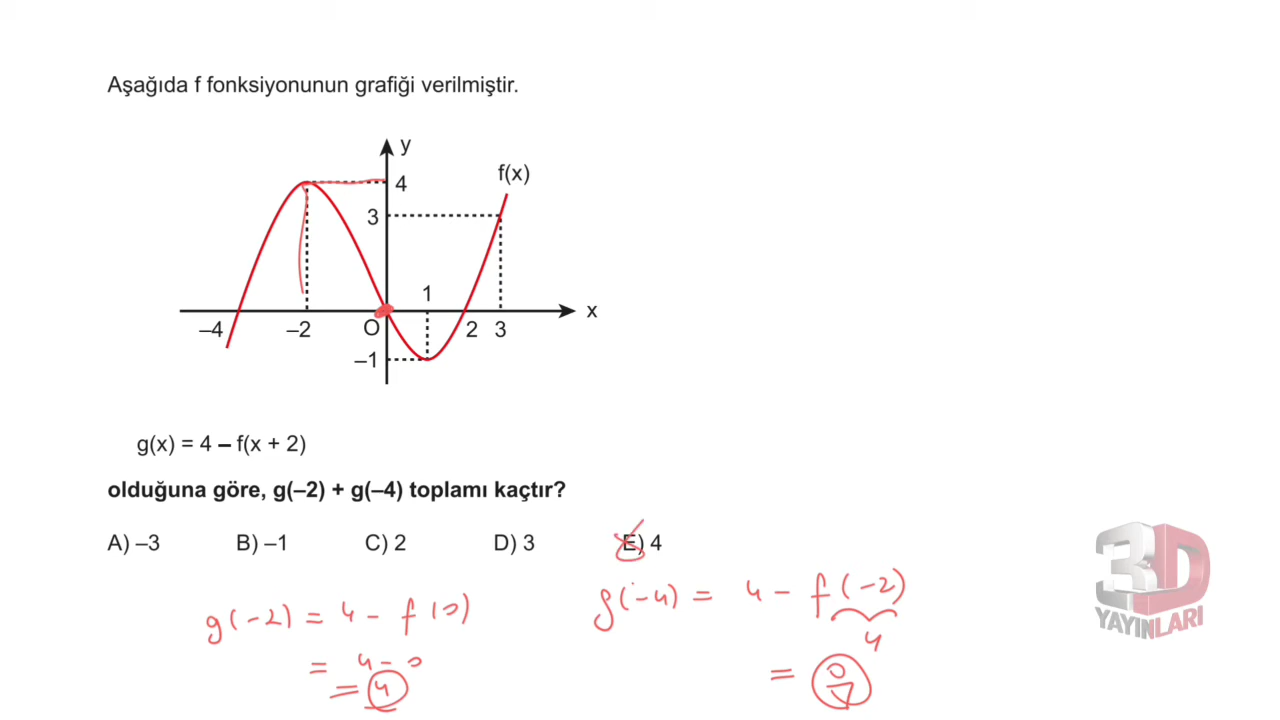 Aşağıda f fonksiyonunun grafiği verilmiştir.
y
4
f(x)
3
1
x
–4
–2
O
2 3
–1
g(x) = 4 – f(x + 2)
olduğuna göre, g(–2) + g(–4) toplamı kaçtır?
A) –3 B) –1 C) 2 D) 3 E) 4
g(-2) = 4 - f(0)
= 4 - 0
= 4
g(-4) = 4 - f(-2)
4
= 0
3D
YAYINLARI